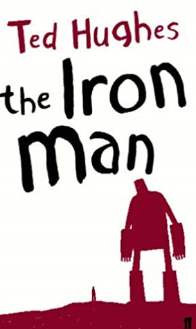 Ted Hughes
the Iron
man